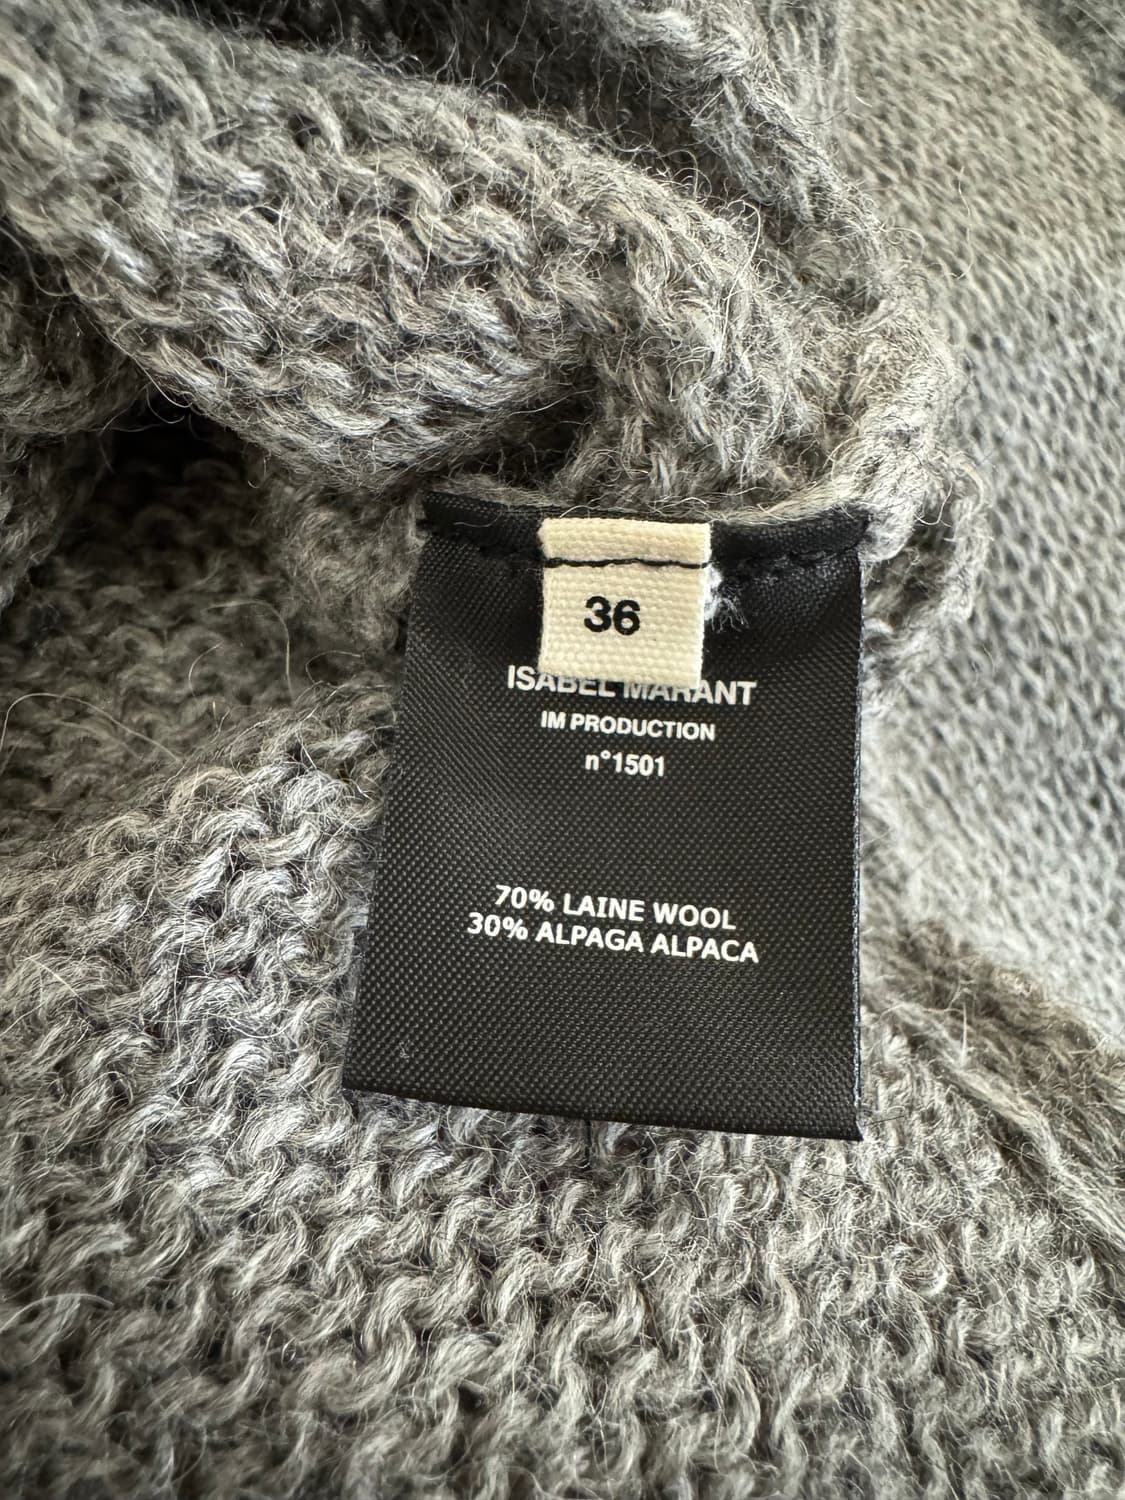 36
ISABEL MARANT
IM PRODUCTION
n°1501
70% LAINE WOOL
30% ALPAGA ALPACA